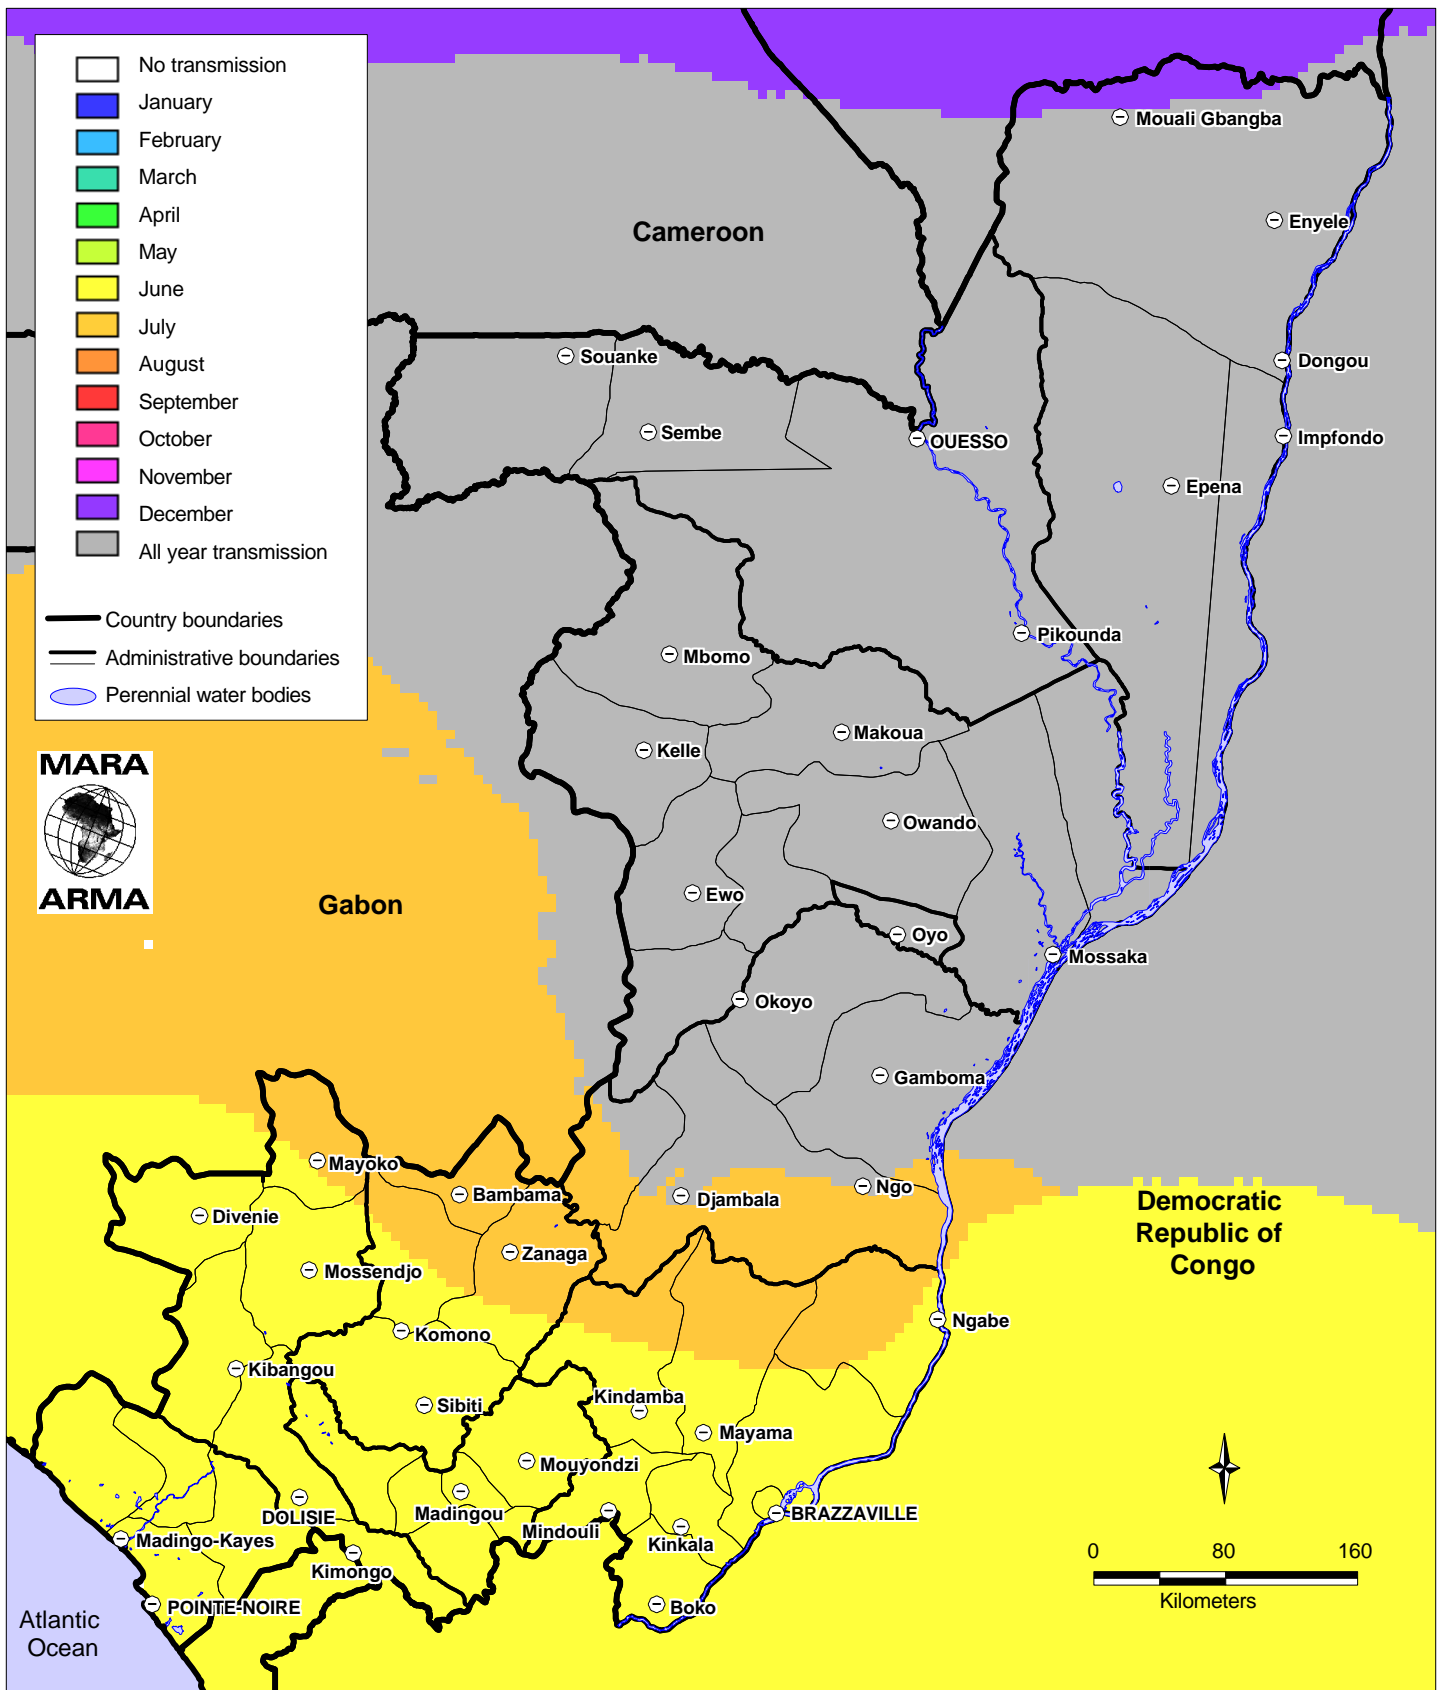 No transmission
January
February
March
April
May
June
July
August
September
October
November
December
All year transmission
Country boundaries
Administrative boundaries
Perennial water bodies
MARA
ARMA
Cameroon
Mouali Gbangba
Enyele
Souanke
Dongou
Sembe
OUESSO
Impfondo
Epena
Pikounda
Mbomo
Makoua
Kelle
Owando
Gabon
Ewo
Oyo
Mossaka
Okoyo
Gamboma
Mayoko
Bambama
Djambala
Ngo
Democratic
Republic of
Congo
Divenie
Zanaga
Mossendjo
Ngabe
Komono
Kibangou
Sibiti
Kindamba
Mayama
Mouyondzi
DOLISIE
Madingou
Mindouli
BRAZZAVILLE
Madingo-Kayes
Kinkala
Kimongo
POINTE-NOIRE
Boko
Atlantic
Ocean
0 80 160
Kilometers